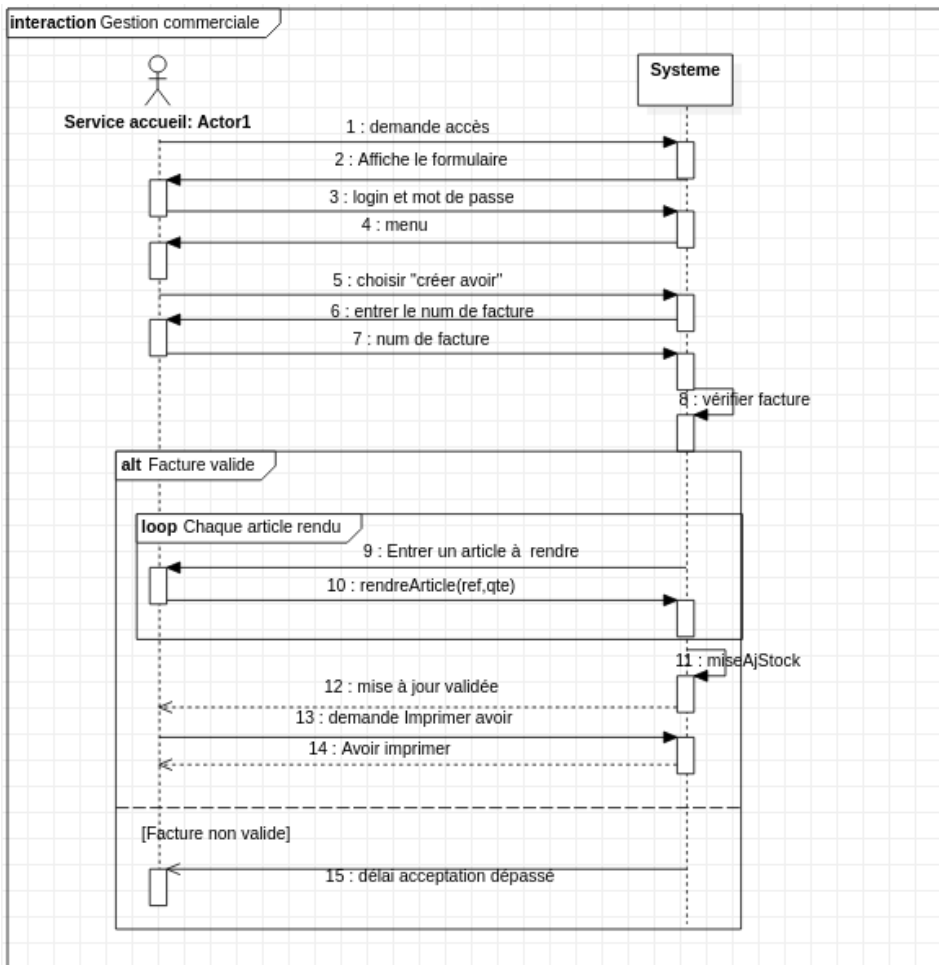 interaction Gestion commerciale
Systeme
Service accueil: Actor1
1 : demande accès
2 : Affiche le formulaire
3 : login et mot de passe
4 : menu
5 : choisir "créer avoir"
6 : entrer le num de facture
7 : num de facture
8 : vérifier facture
alt Facture valide
loop Chaque article rendu
9 : Entrer un article à rendre
10 : rendreArticle(ref,qte)
11 : miseAjStock
12 : mise à jour validée
13 : demande Imprimer avoir
14 : Avoir imprimer
[Facture non valide]
15 : délai acceptation dépassé